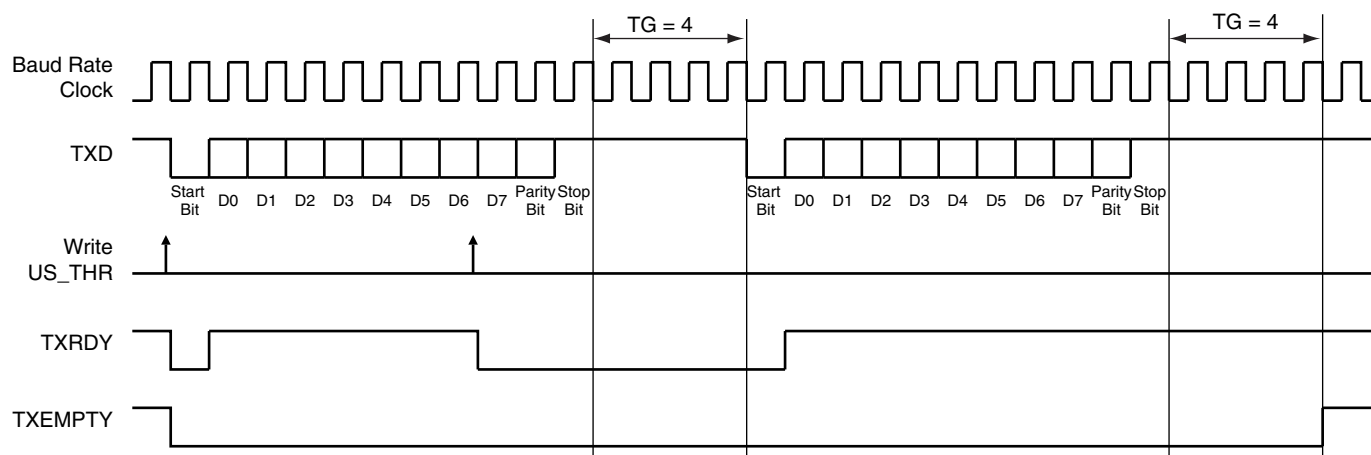 TG = 4
TG = 4
Baud Rate
Clock
TXD
Start
Bit
D0
D1
D2
D3
D4
D5
D6
D7
Parity
Bit
Stop
Bit
Start
Bit
D0
D1
D2
D3
D4
D5
D6
D7
Parity
Bit
Stop
Bit
Write
US_THR
TXRDY
TXEMPTY